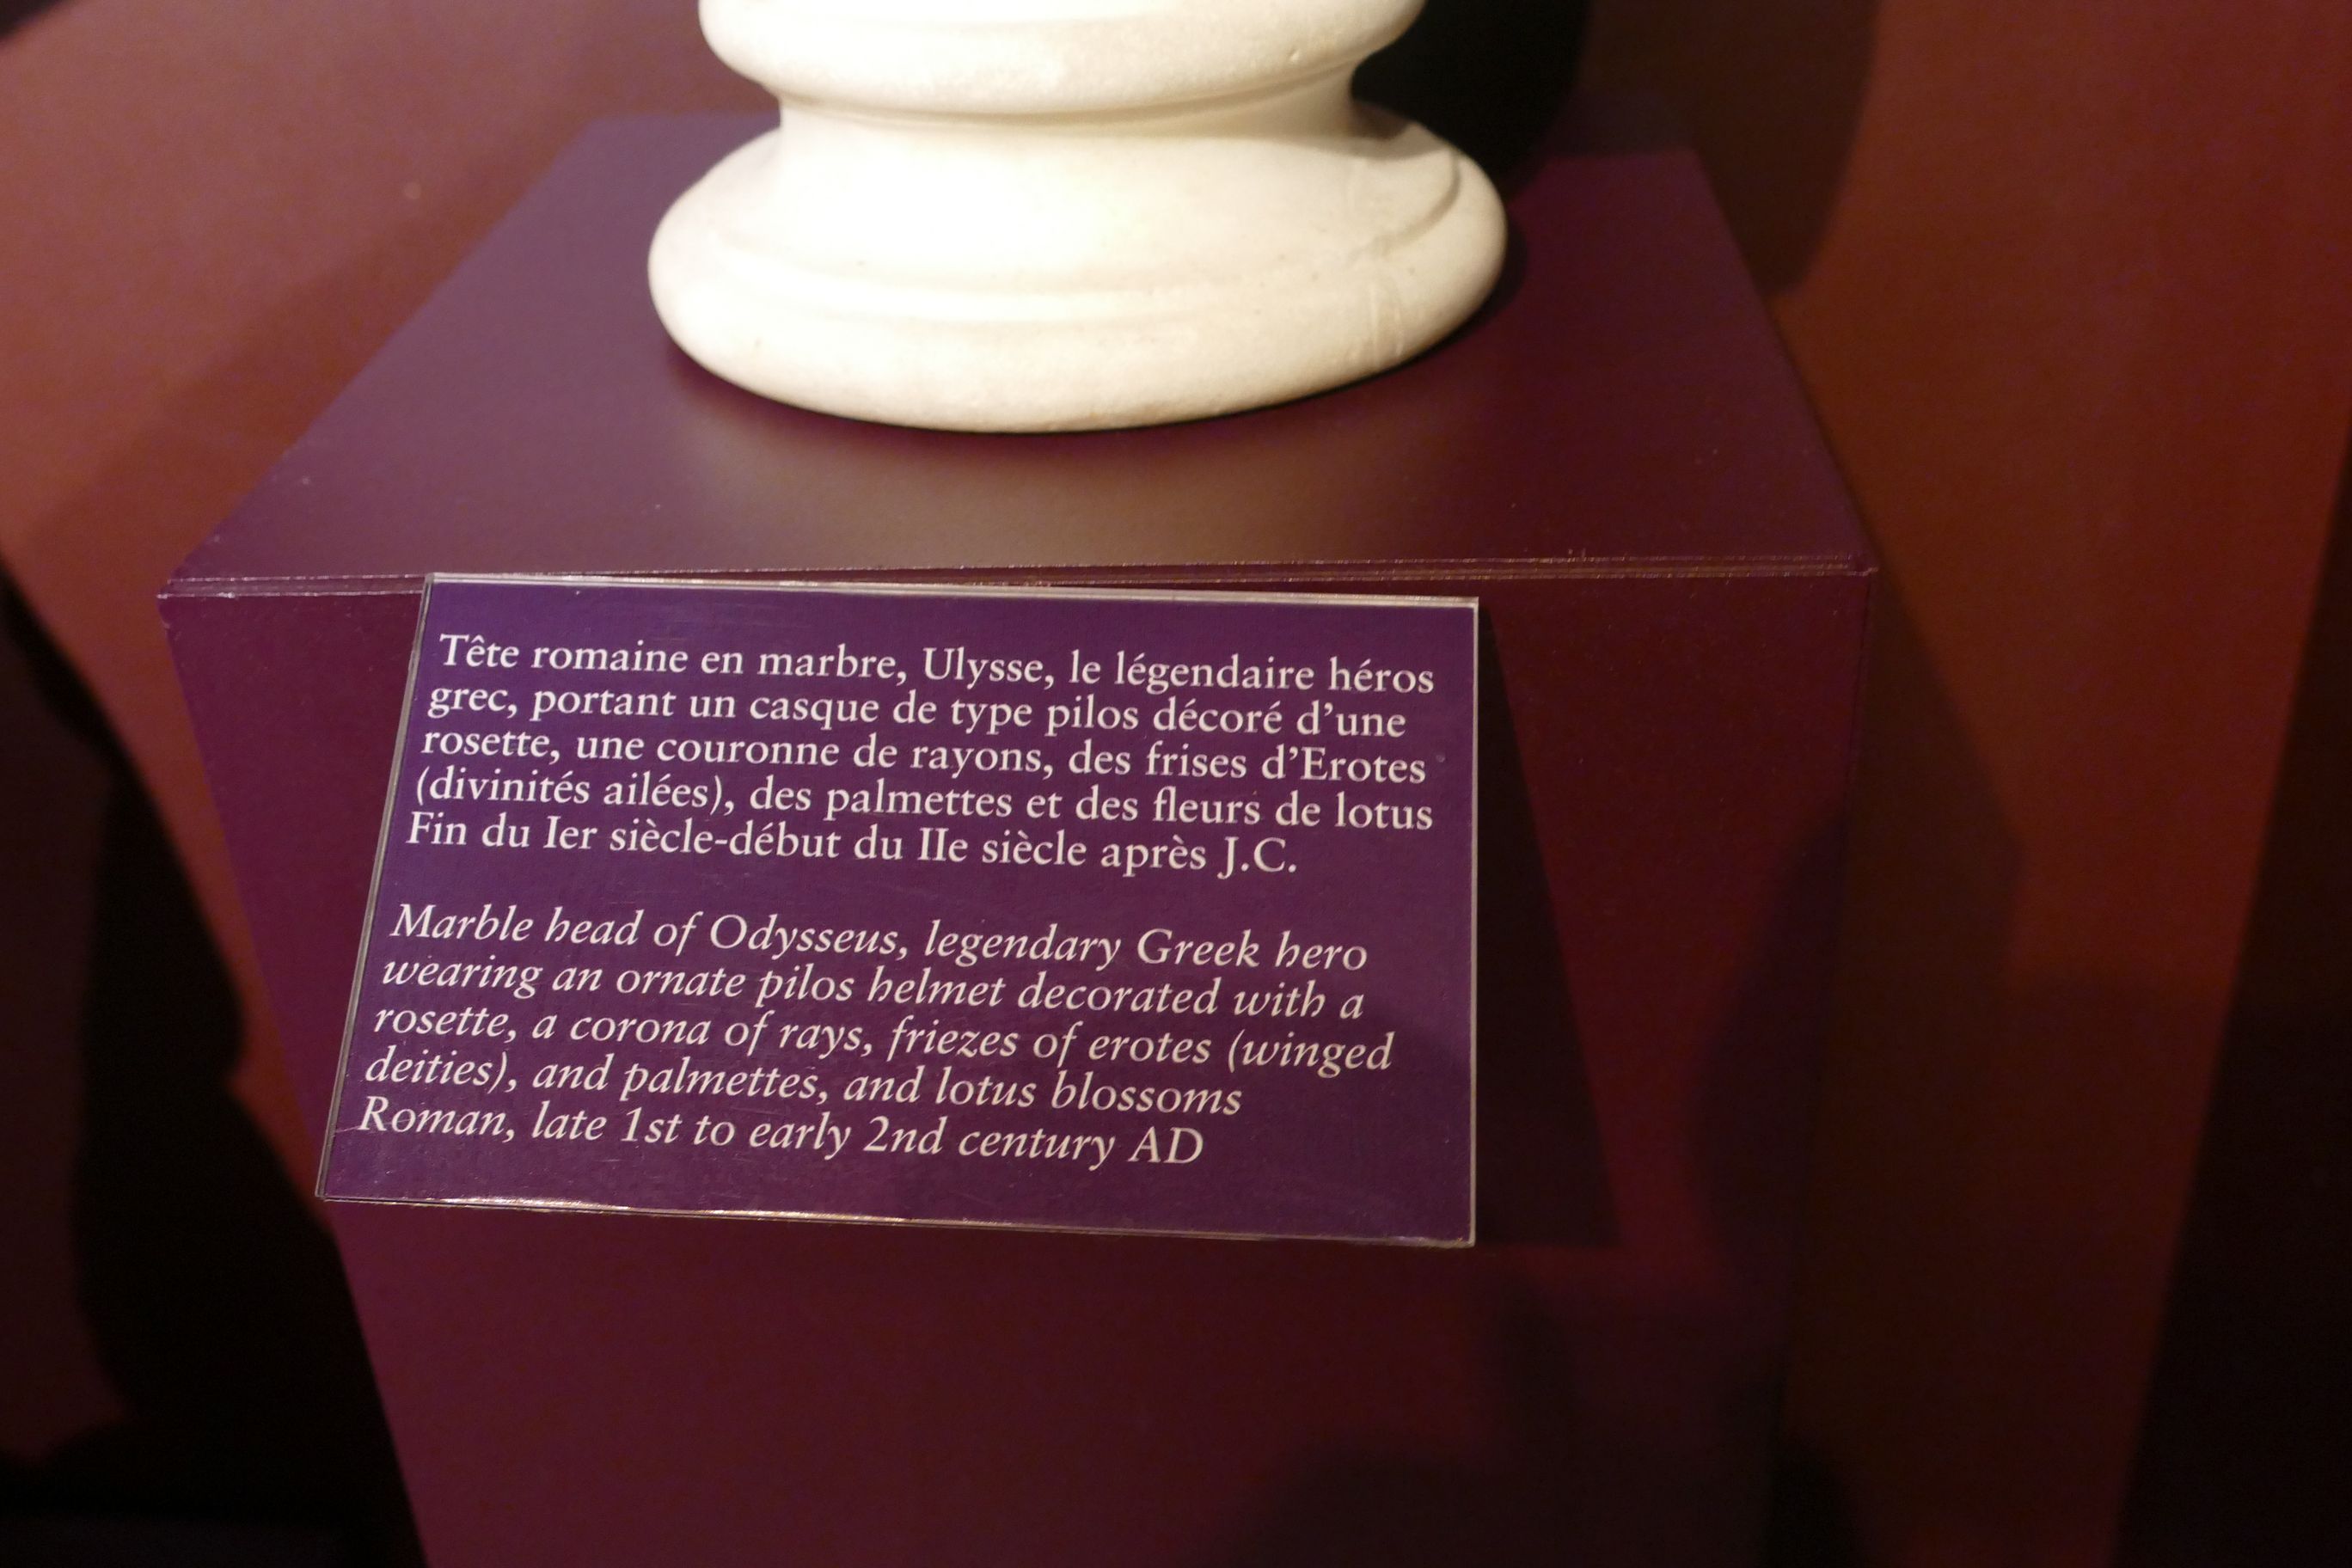 Tête romaine en marbre, Ulysse, le légendaire héros
grec, portant un casque de type pilos décoré d’une
rosette, une couronne de rayons, des frises d’Erotes
(divinités ailées), des palmettes et des fleurs de lotus
Fin du Ier siècle-début du IIe siècle après J.C.
Marble head of Odysseus, legendary Greek hero
wearing an ornate pilos helmet decorated with a
rosette, a corona of rays, friezes of erotes (winged
deities), and palmettes, and lotus blossoms
Roman, late 1st to early 2nd century AD